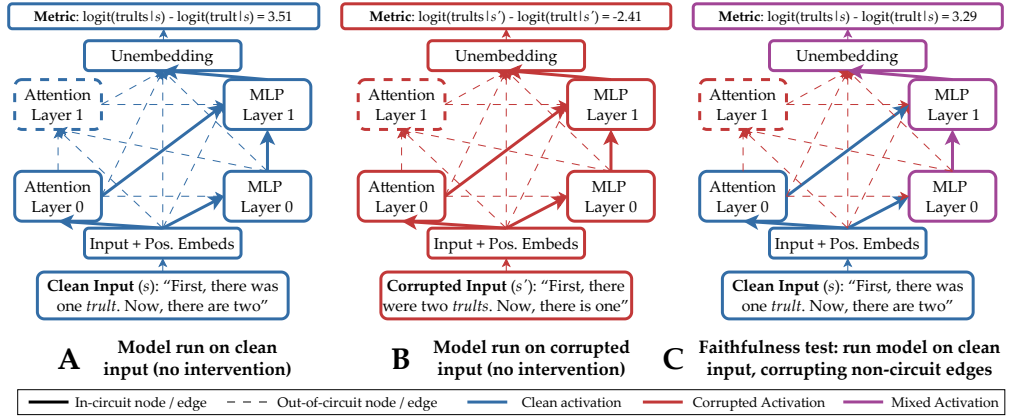 Metric: logit(trults|s) - logit(trult|s) = 3.51
Unembedding
Attention
Layer 1
MLP
Layer 1
Attention
Layer 0
MLP
Layer 0
Input + Pos. Embeds
Clean Input (s): “First, there was
one trult. Now, there are two”
A
Model run on clean
input (no intervention)
Metric: logit(trults|s′) - logit(trult|s′) = -2.41
Unembedding
Attention
Layer 1
MLP
Layer 1
Attention
Layer 0
MLP
Layer 0
Input + Pos. Embeds
Corrupted Input (s′): “First, there
were two trults. Now, there is one”
B
Model run on corrupted
input (no intervention)
Metric: logit(trults|s) - logit(trult|s) = 3.29
Unembedding
Attention
Layer 1
MLP
Layer 1
Attention
Layer 0
MLP
Layer 0
Input + Pos. Embeds
Clean Input (s): “First, there was
one trult. Now, there are two”
C
Faithfulness test: run model on clean
input, corrupting non-circuit edges
In-circuit node / edge
Out-of-circuit node / edge
Clean activation
Corrupted Activation
Mixed Activation